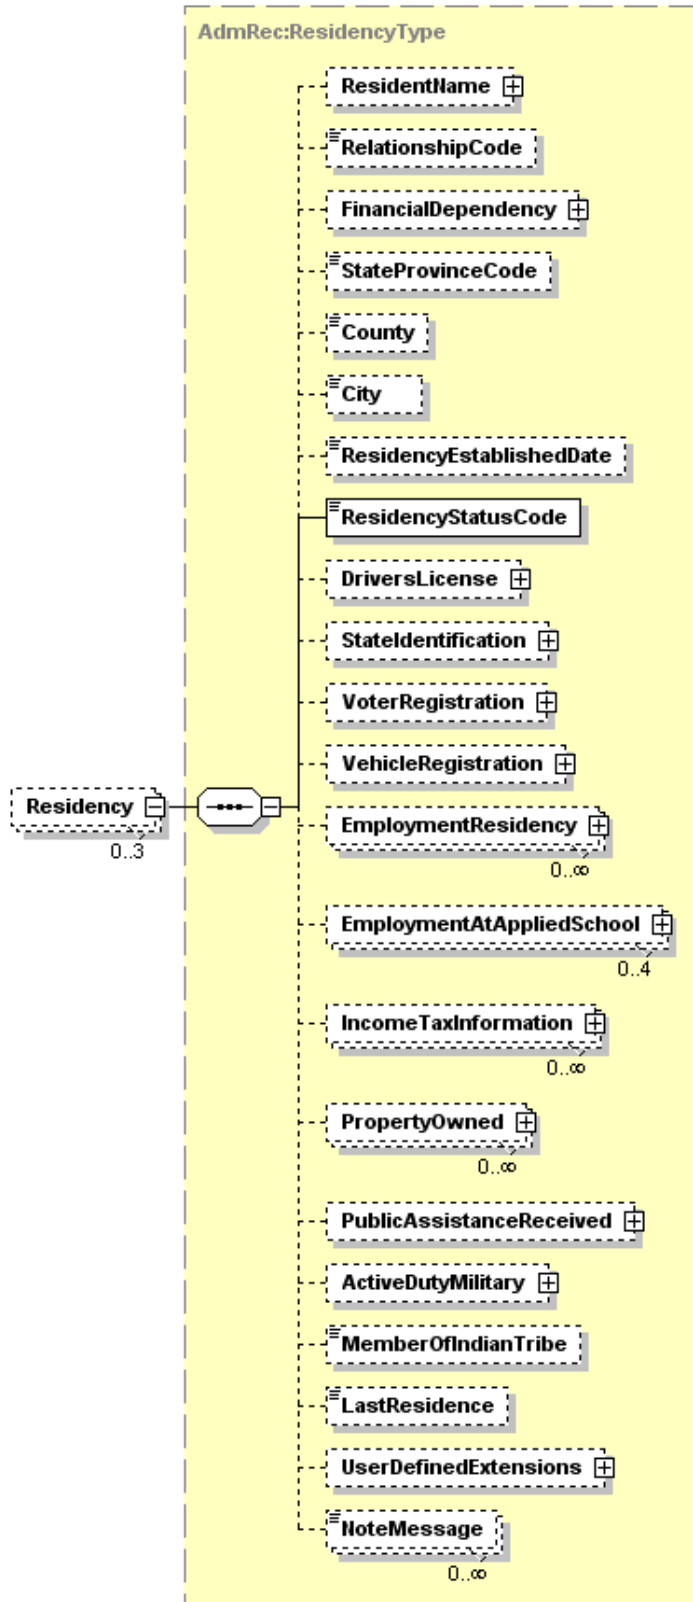 AdmRec:ResidencyType
ResidentName
RelationshipCode
FinancialDependency
StateProvinceCode
County
City
ResidencyEstablishedDate
ResidencyStatusCode
DriversLicense
StateIdentification
VoterRegistration
VehicleRegistration
Residency
0..3
EmploymentResidency
0..∞
EmploymentAtAppliedSchool
0..4
IncomeTaxInformation
0..∞
PropertyOwned
0..∞
PublicAssistanceReceived
ActiveDutyMilitary
MemberOfIndianTribe
LastResidence
UserDefinedExtensions
NoteMessage
0..∞